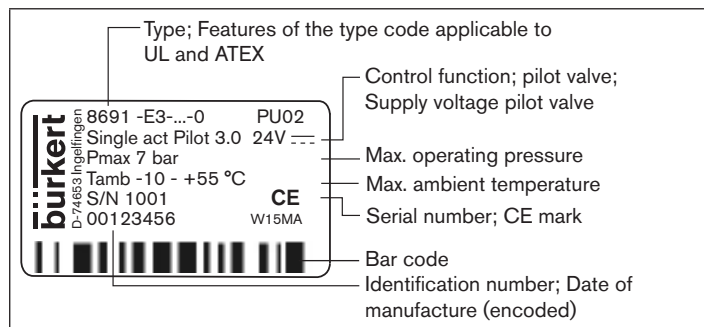 Type; Features of the type code applicable to
UL and ATEX
Control function; pilot valve;
Supply voltage pilot valve
Max. operating pressure
Max. ambient temperature
Serial number; CE mark
Bar code
Identification number; Date of
manufacture (encoded)
bürkert
D-74653 Ingelfingen
8691 -E3-...-0 PU02
Single act Pilot 3.0 24V
Pmax 7 bar
Tamb -10 - +55 °C
S/N 1001 CE
00123456 W15MA